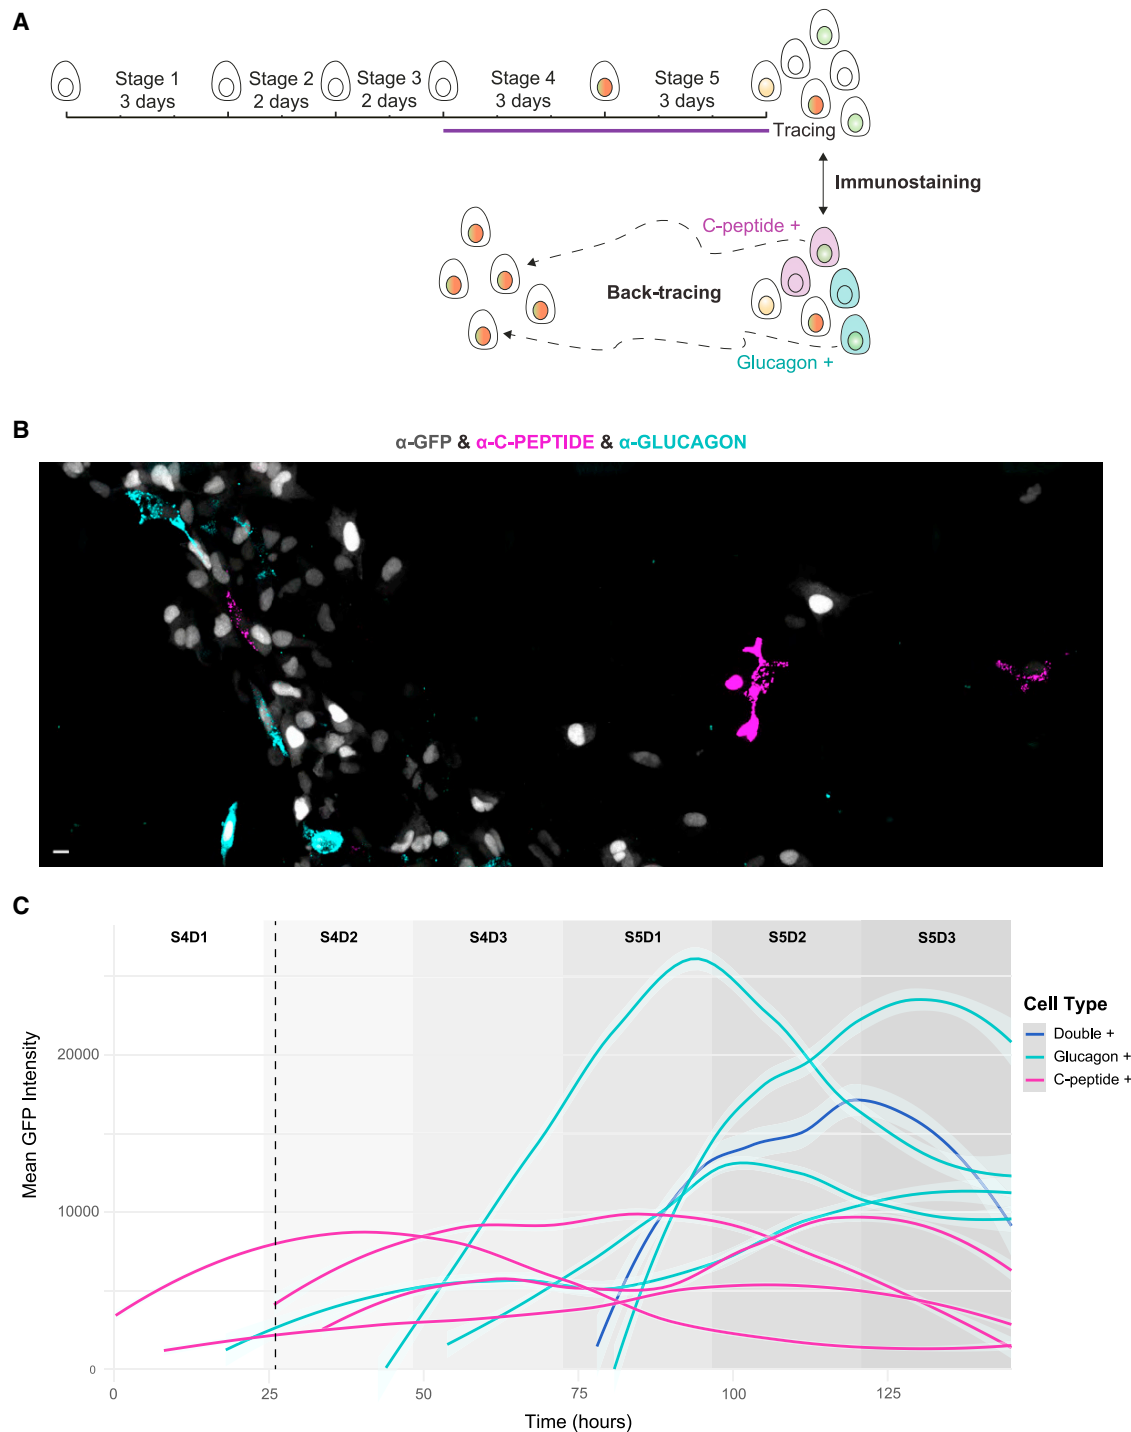 A
Stage 1
3 days
Stage 2
2 days
Stage 3
2 days
Stage 4
3 days
Stage 5
3 days
Tracing
Immunostaining
C-peptide +
Back-tracing
Glucagon +
B
α-GFP & α-C-PEPTIDE & α-GLUCAGON
C
S4D1 S4D2 S4D3 S5D1 S5D2 S5D3
Mean GFP Intensity
20000
10000
0
0 25 50 75 100 125
Time (hours)
Cell Type
Double +
Glucagon +
C-peptide +